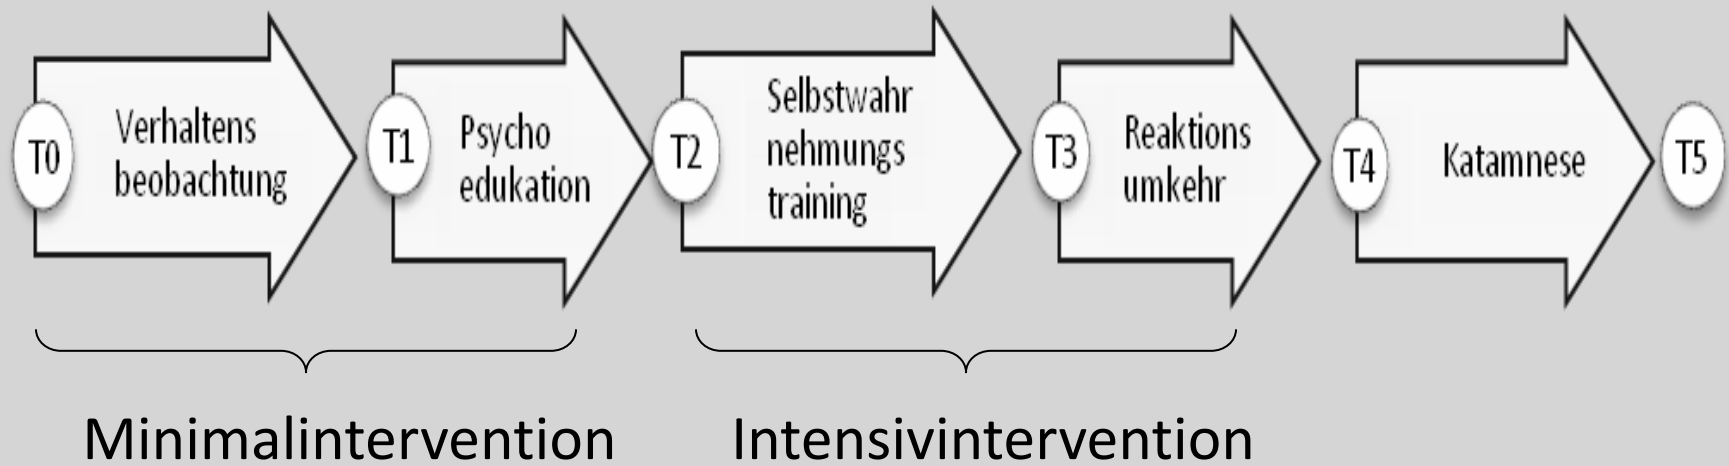 T0
Verhaltens
beobachtung
T1
Psycho
edukation
T2
Selbstwahr
nehmungs
training
T3
Reaktions
umkehr
T4
Katamnese
T5
Minimalintervention
Intensivintervention